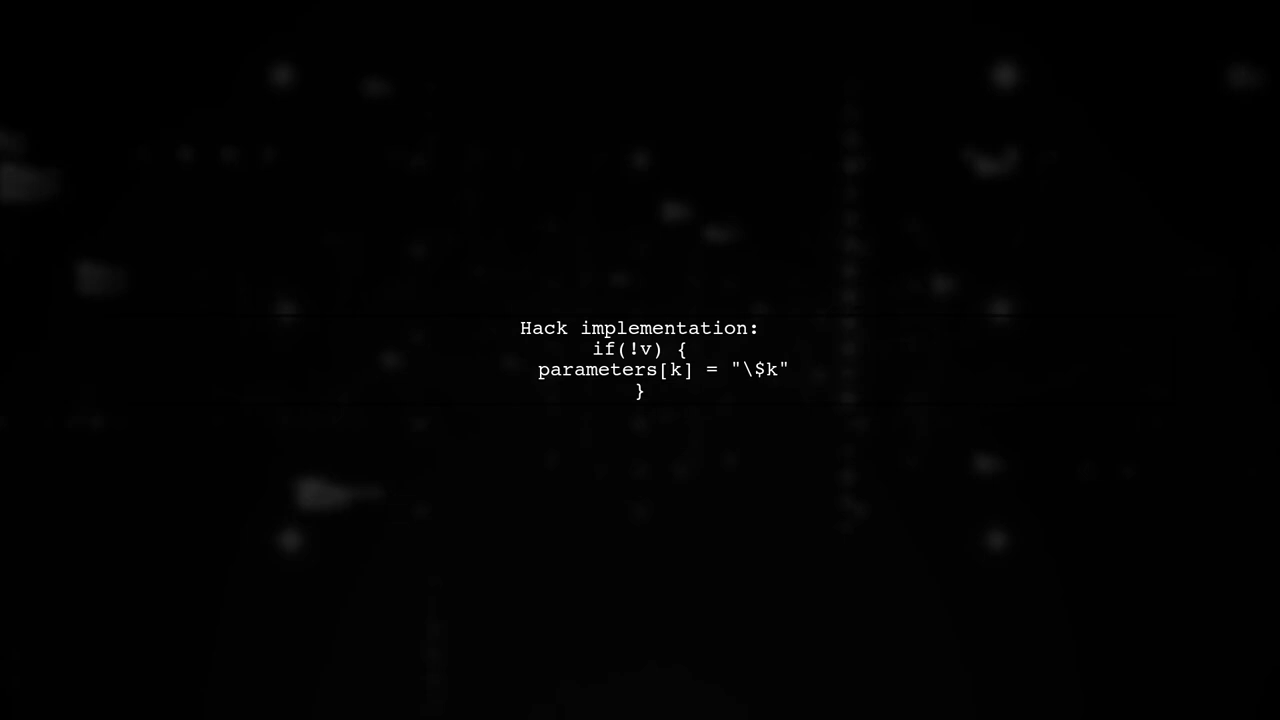 Hack implementation:
if(!v) {
parameters[k] = "\$k"
}